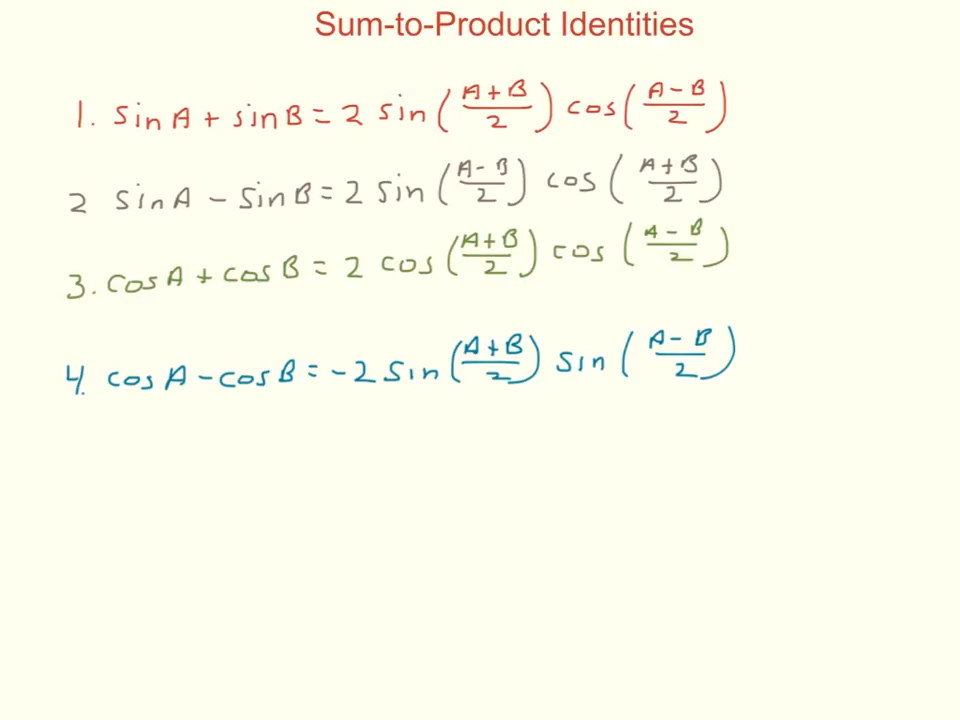 Sum-to-Product Identities
1. sin A + sin B = 2 sin (A+B/2) cos (A-B/2)
2 sin A - sin B = 2 sin (A-B/2) cos (A+B/2)
3. cos A + cos B = 2 cos (A+B/2) cos (A-B/2)
4. cos A - cos B = -2 sin (A+B/2) sin (A-B/2)